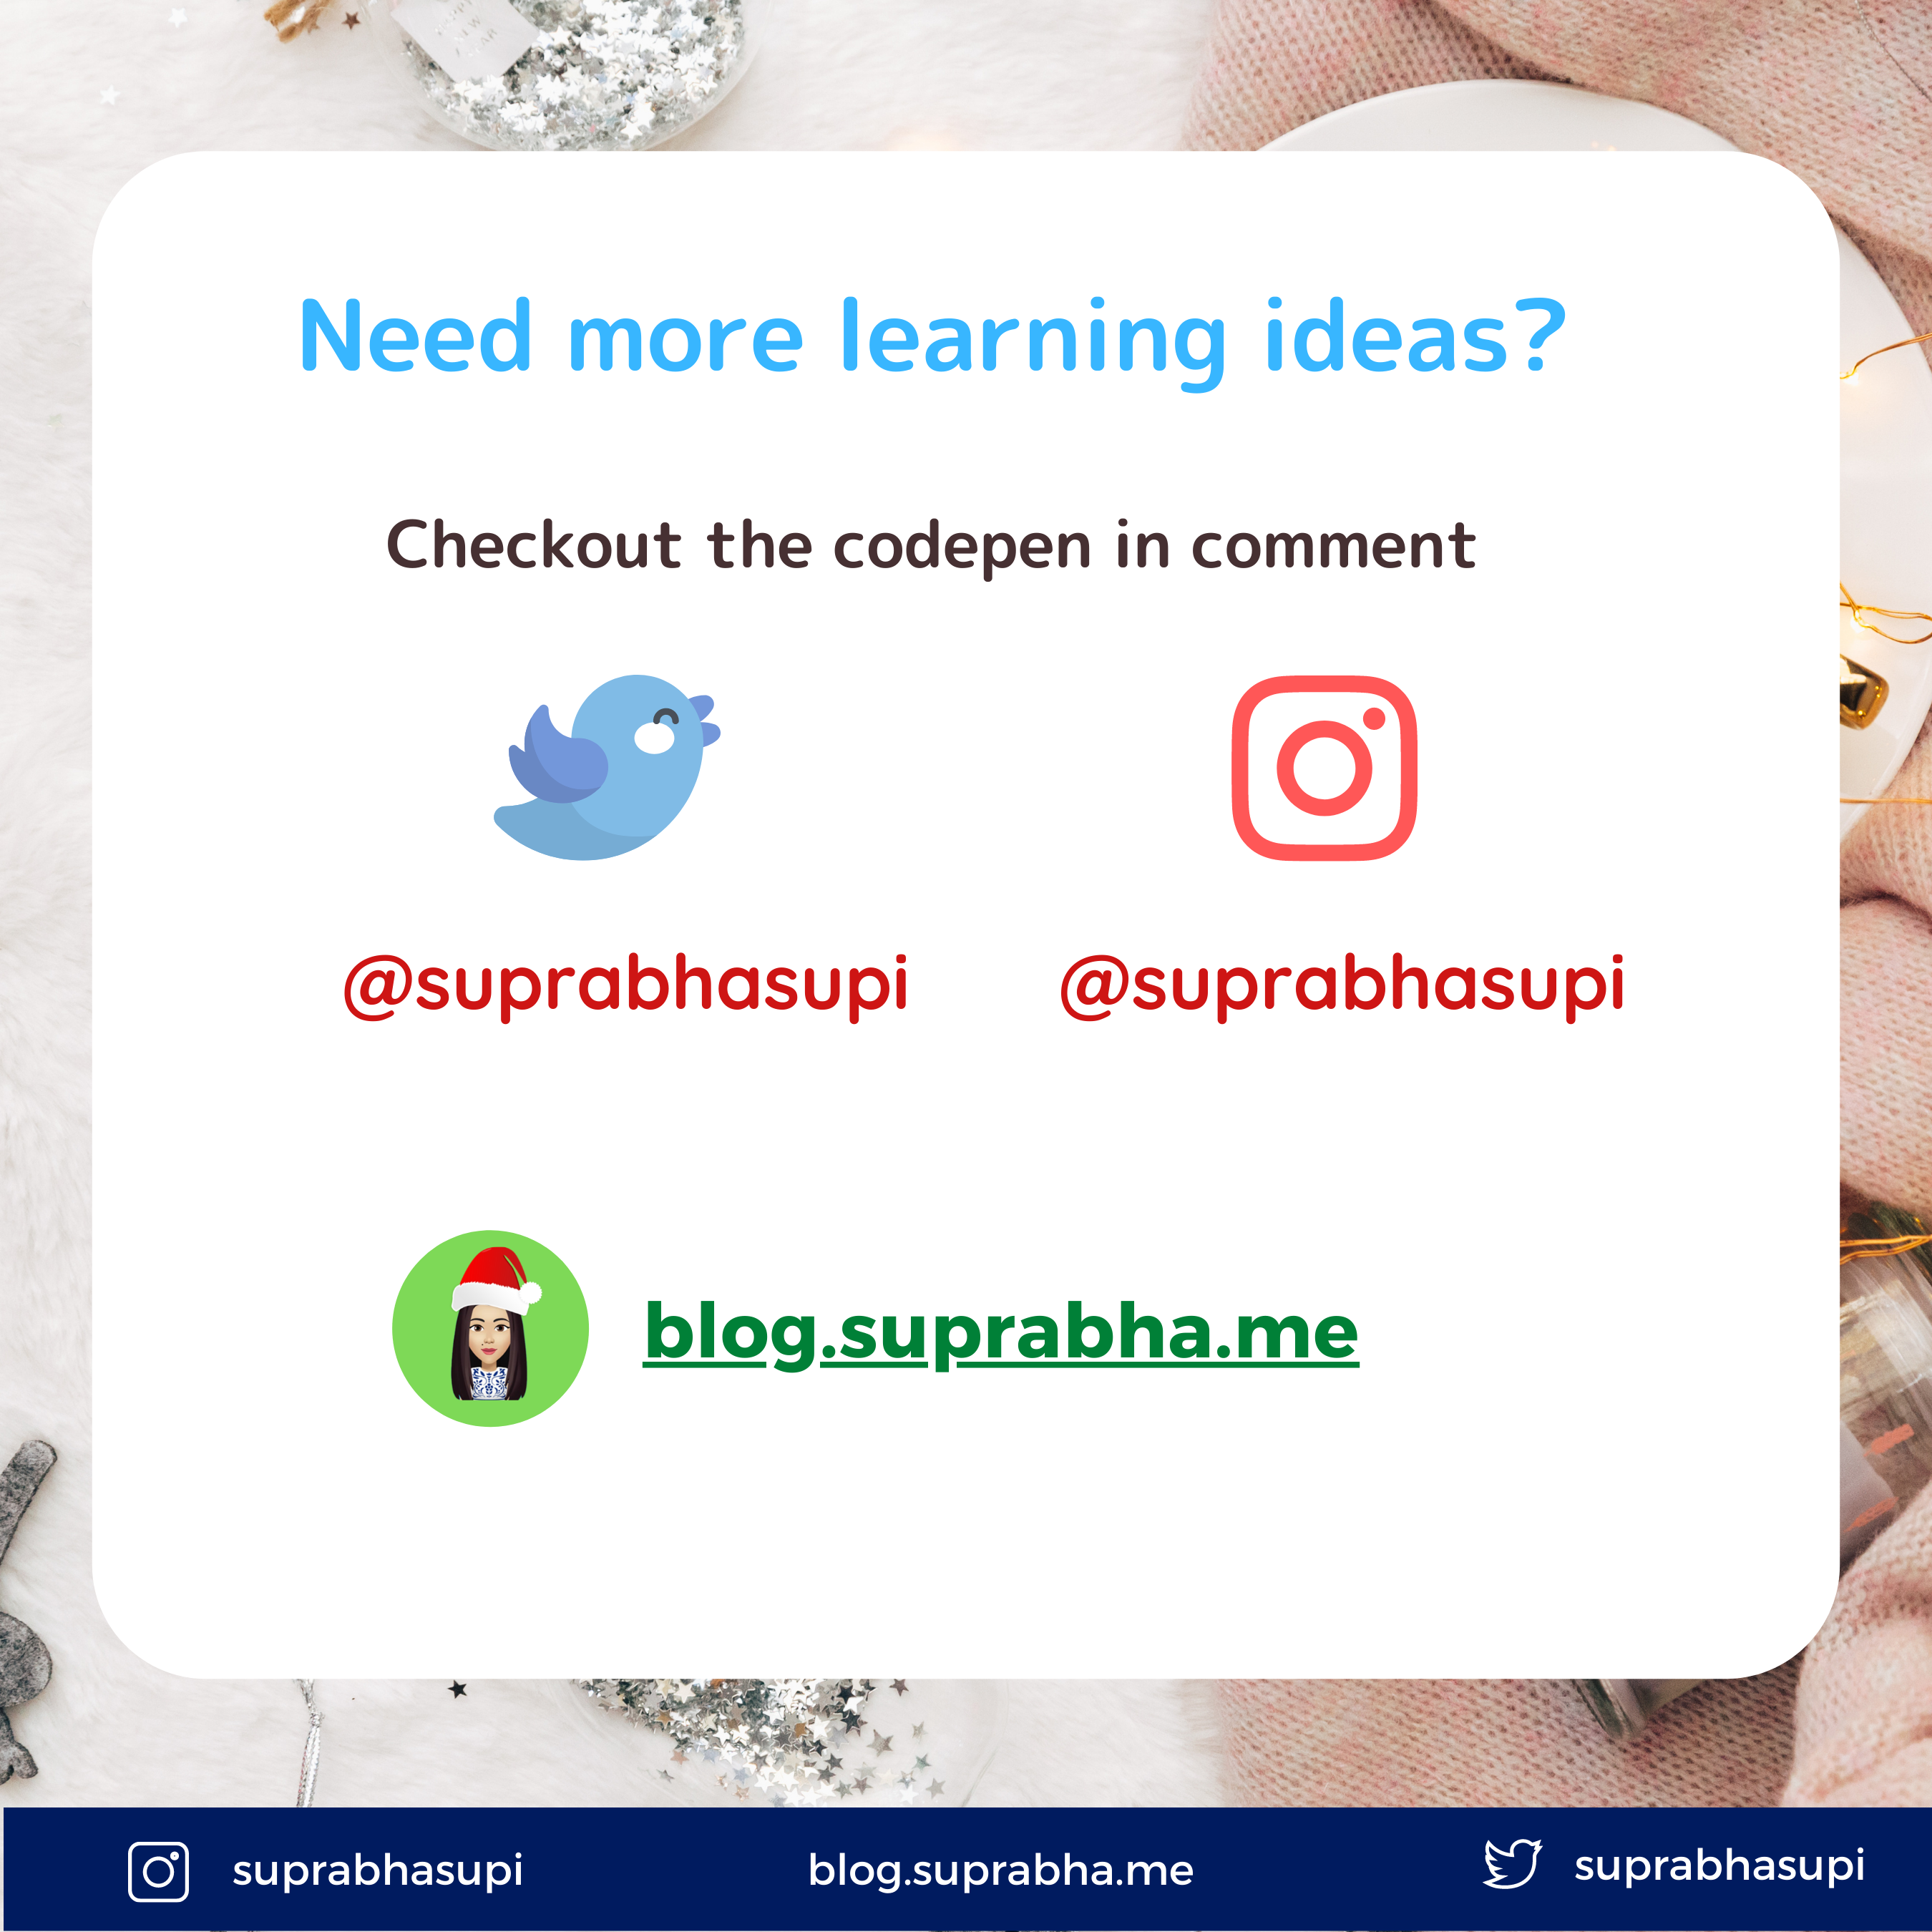 Need more learning ideas?
Checkout the codepen in comment
@suprabhasupi @suprabhasupi
blog.suprabha.me
suprabhasupi blog.suprabha.me suprabhasupi